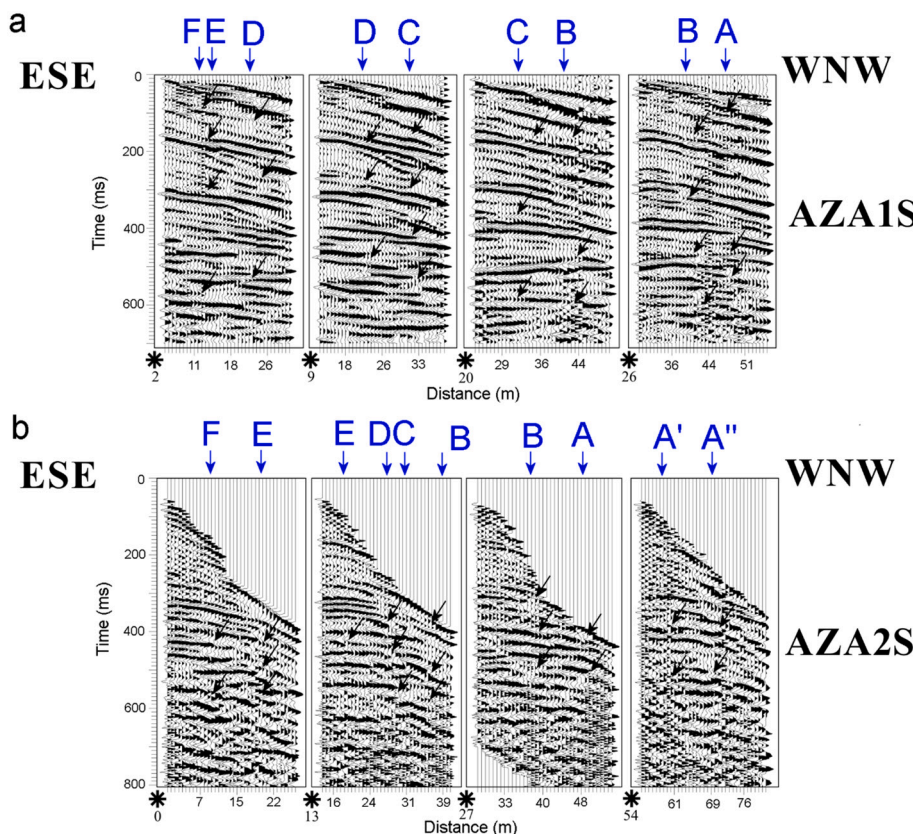 a
F E D D C C B B A
ESE WNW
0
200
400
600
Time (ms)
AZA1S
2 11 18 26 9 18 26 33 20 29 36 44 26 36 44 51
Distance (m)
b
F E E D C B B A A' A"
ESE WNW
0
200
400
600
800
Time (ms)
AZA2S
0 7 15 22 13 16 24 31 39 27 33 40 48 54 61 69 76
Distance (m)